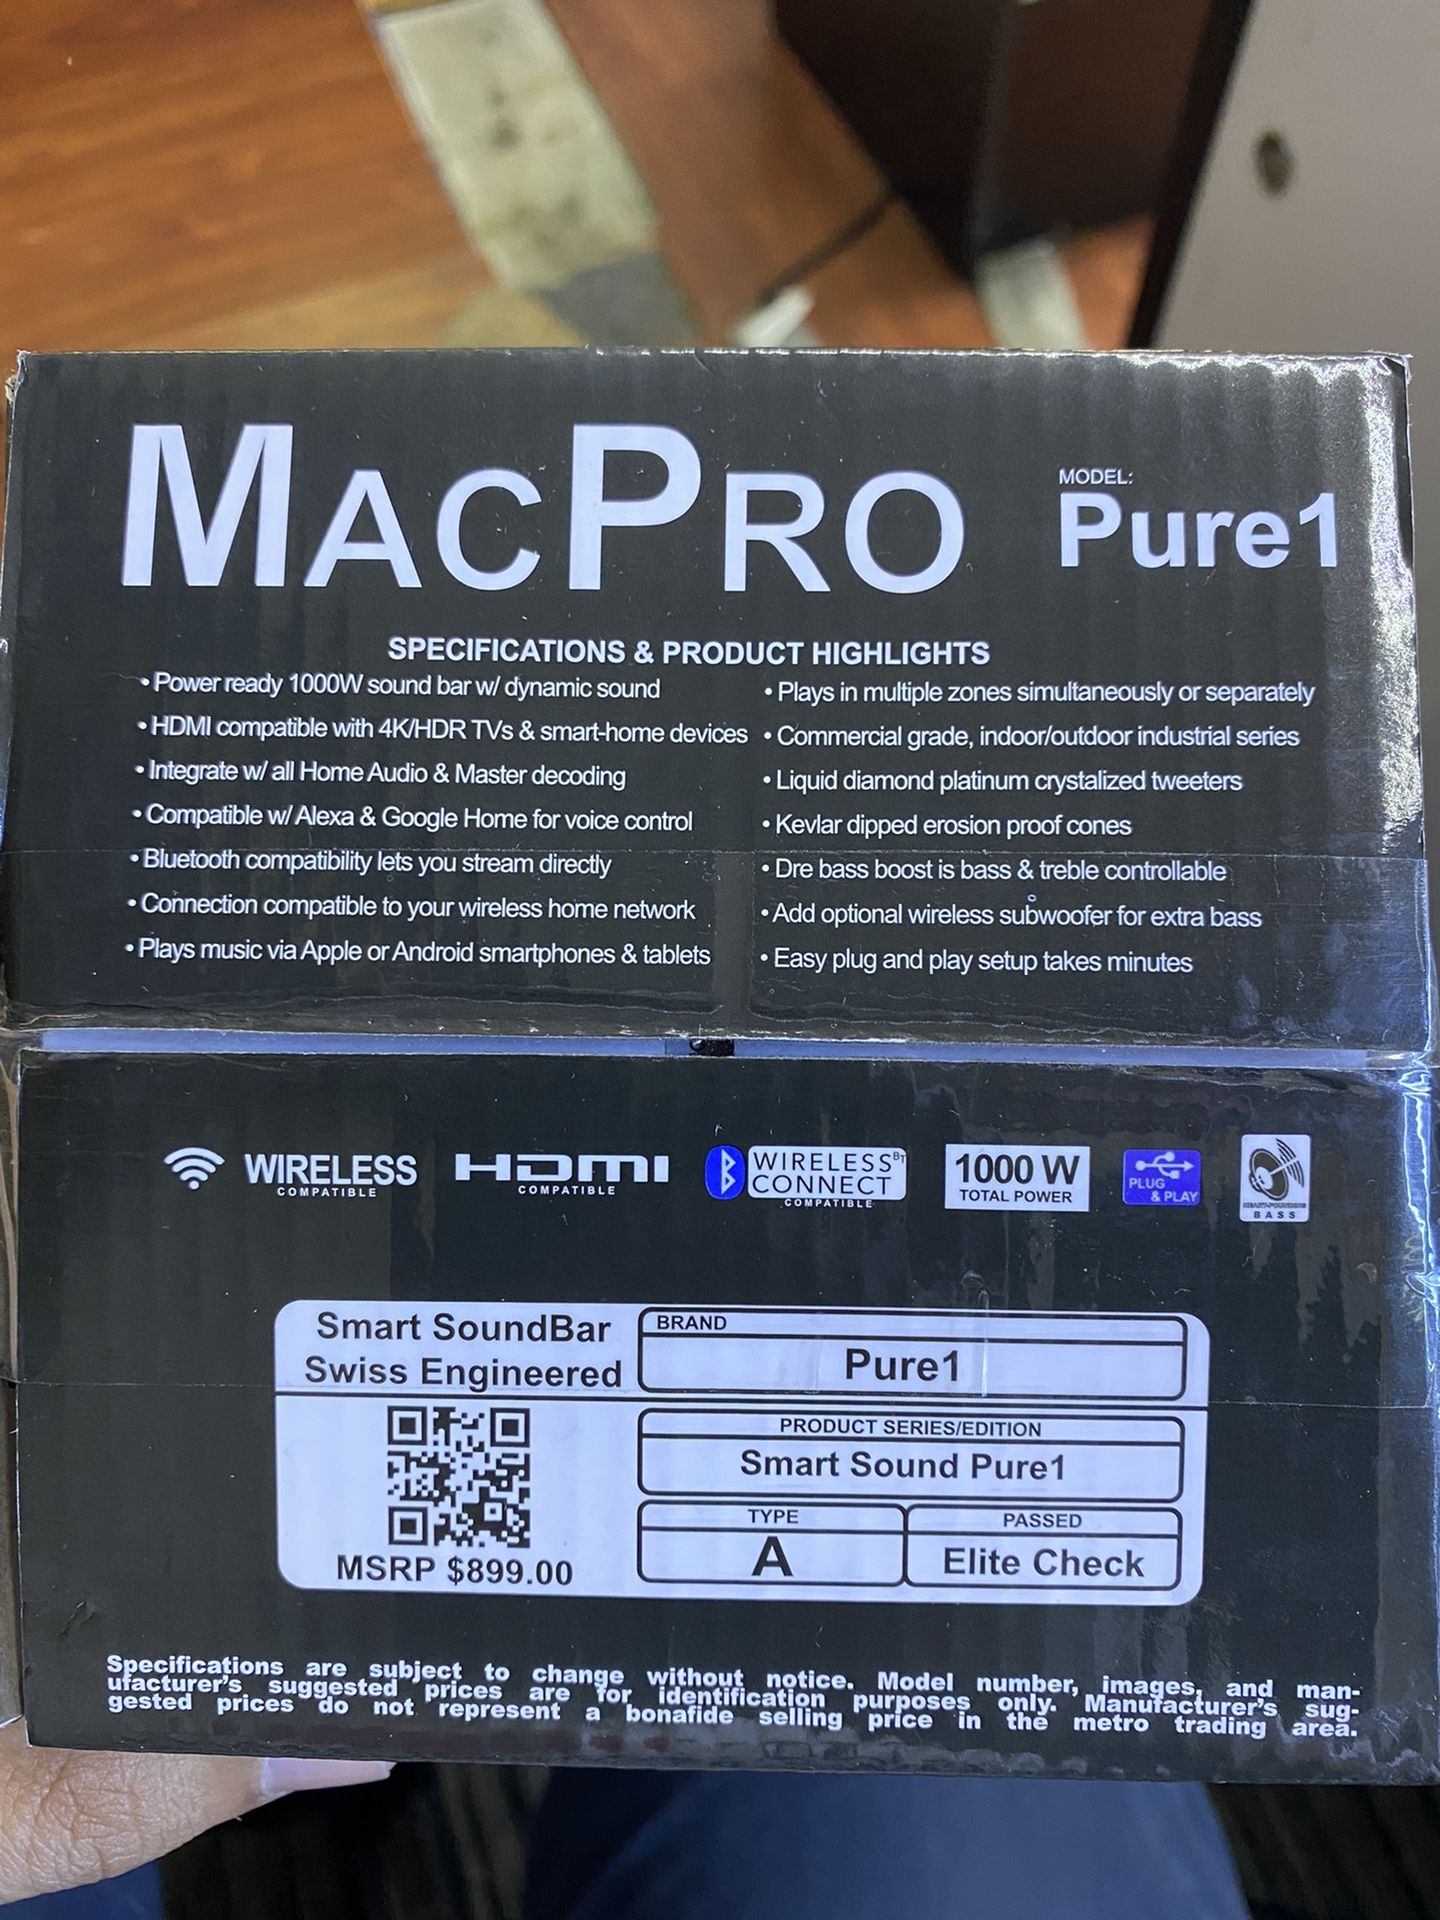 MACPRO
MODEL:
Pure1
SPECIFICATIONS & PRODUCT HIGHLIGHTS
• Power ready 1000W sound bar w/ dynamic sound
• HDMI compatible with 4K/HDR TVs & smart-home devices
• Integrate w/ all Home Audio & Master decoding
• Compatible w/ Alexa & Google Home for voice control
• Bluetooth compatibility lets you stream directly
• Connection compatible to your wireless home network
• Plays music via Apple or Android smartphones & tablets
• Plays in multiple zones simultaneously or separately
• Commercial grade, indoor/outdoor industrial series
• Liquid diamond platinum crystalized tweeters
• Kevlar dipped erosion proof cones
• Dre bass boost is bass & treble controllable
• Add optional wireless subwoofer for extra bass
• Easy plug and play setup takes minutes
WIRELESS
COMPATIBLE
HDMI
COMPATIBLE
WIRELESS BT
CONNECT
COMPATIBLE
1000 W
TOTAL POWER
PLUG
& PLAY
HEART-POUNDING
BASS
Smart SoundBar
Swiss Engineered
MSRP $899.00
BRAND
Pure1
PRODUCT SERIES/EDITION
Smart Sound Pure1
TYPE
A
PASSED
Elite Check
Specifications are subject to change without notice. Model number, images, and man-
ufacturer's suggested prices are for identification purposes only. Manufacturer's sug-
gested prices do not represent a bonafide selling price in the metro trading area.